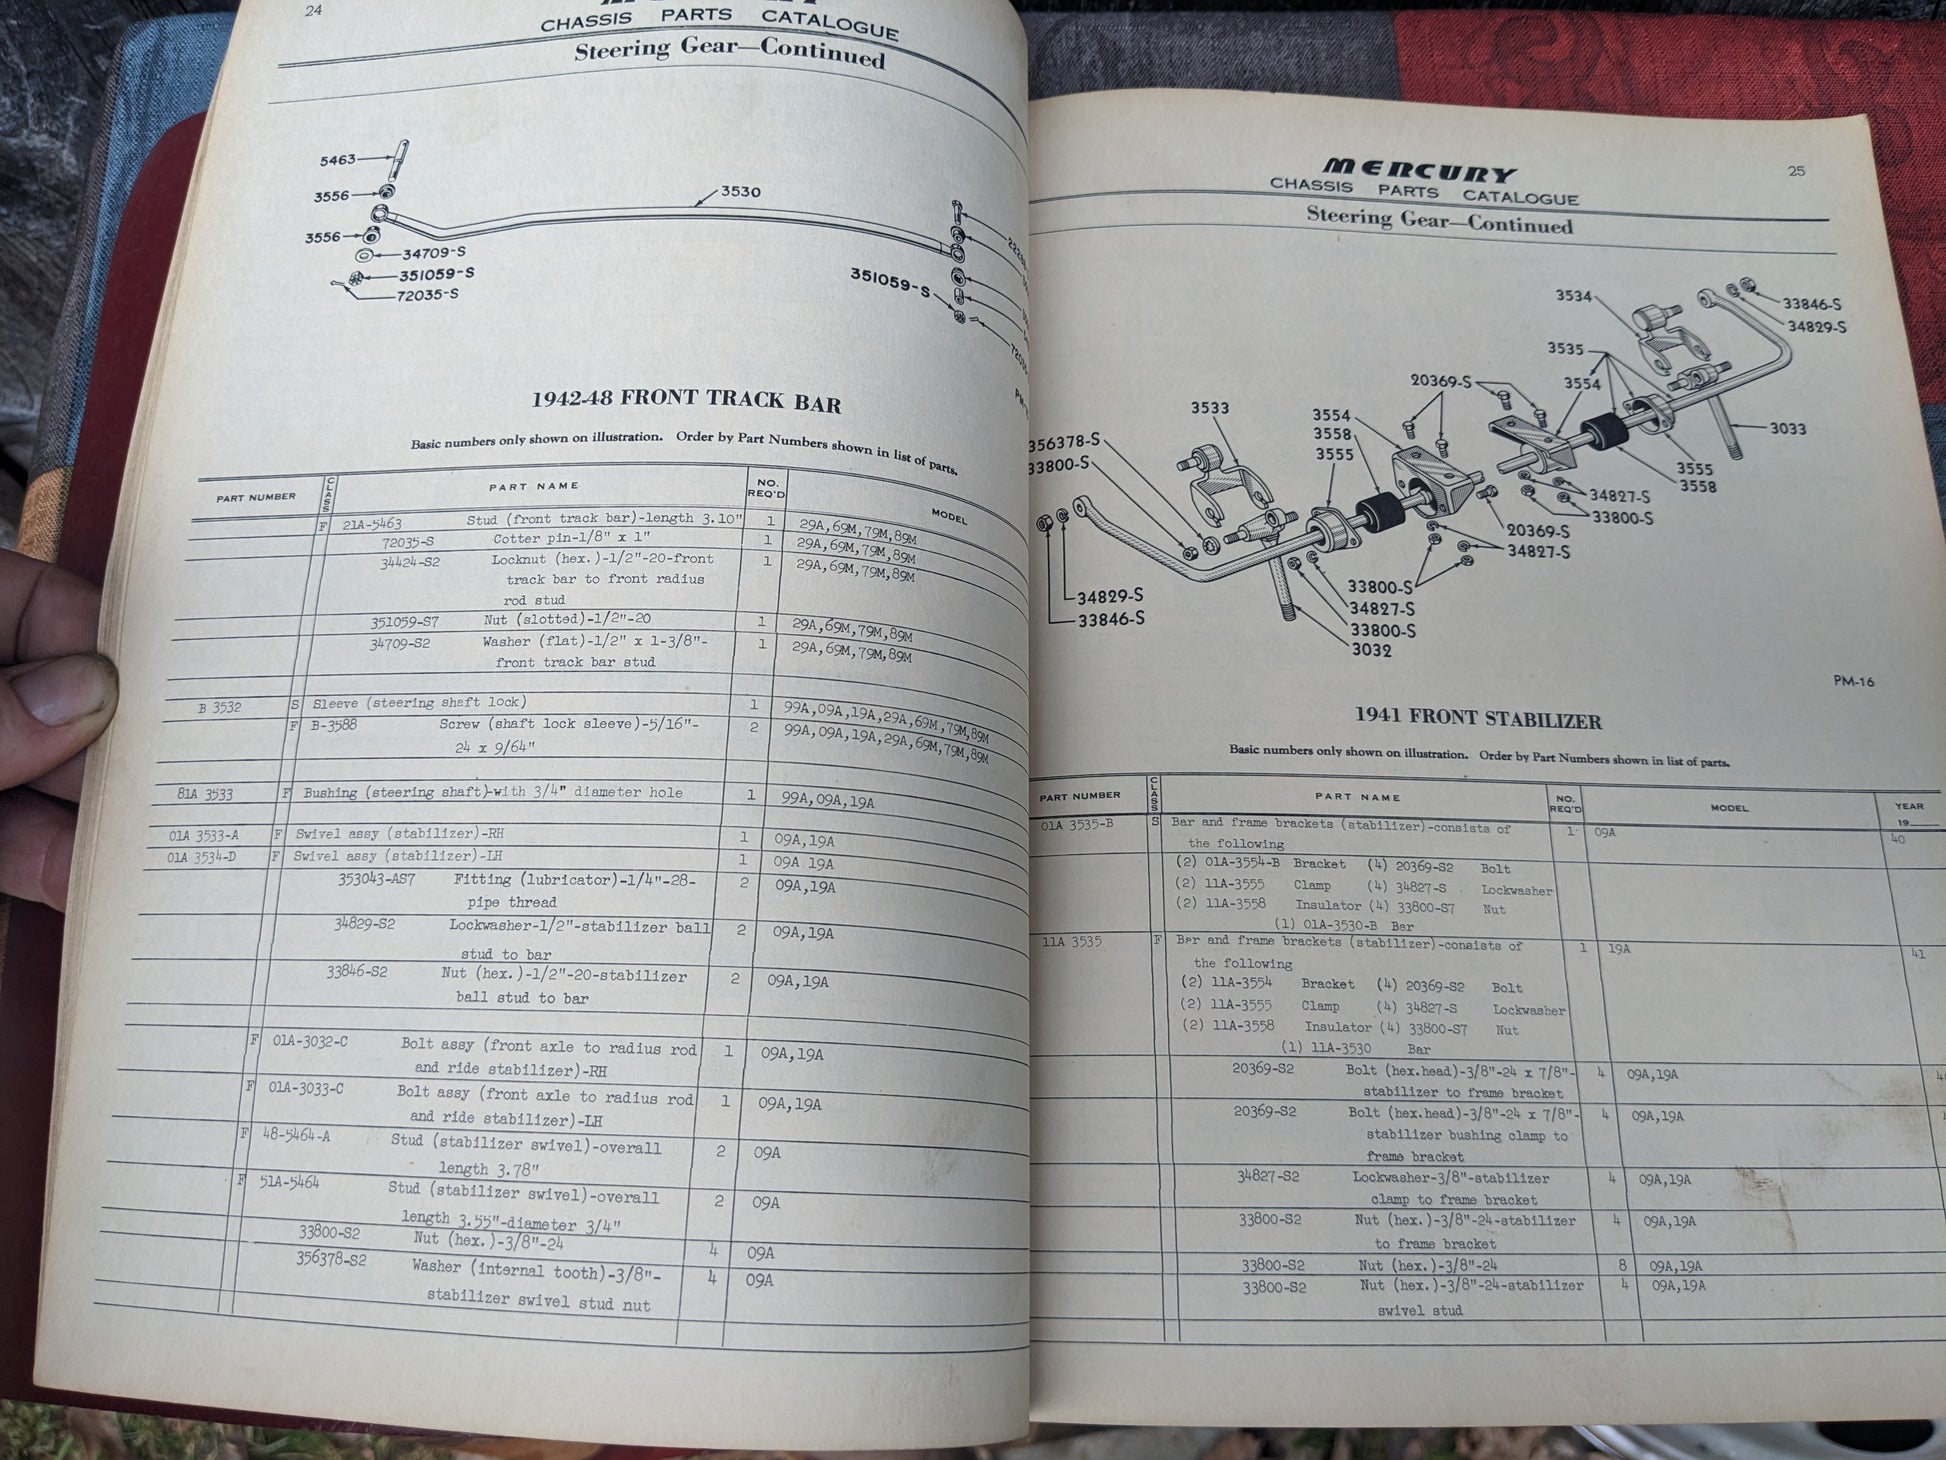 24
CHASSIS PARTS CATALOGUE
Steering Gear—Continued
5463
3556
3530
3556
34709-S
351059-S
72035-S
351059-S
1942-48 FRONT TRACK BAR
Basic numbers only shown on illustration. Order by Part Numbers shown in list of parts.
PART NUMBER CLASS PART NAME NO. REQ'D MODEL
F 21A-5463 Stud (front track bar)-length 3.10" 1 29A,69M,79M,89M
72035-S Cotter pin-1/8" x 1" 1 29A,69M,79M,89M
34424-S2 Locknut (hex.)-1/2"-20-front 1 29A,69M,79M,89M
track bar to front radius
rod stud
351059-S7 Nut (slotted)-1/2"-20 1 29A,69M,79M,89M
34709-S2 Washer (flat)-1/2" x 1-3/8"- 1 29A,69M,79M,89M
front track bar stud
B 3532 S Sleeve (steering shaft lock) 1 99A,09A,19A,29A,69M,79M,89M
F B-3588 Screw (shaft lock sleeve)-5/16"- 2 99A,09A,19A,29A,69M,79M,89M
24 x 9/64"
81A 3533 F Bushing (steering shaft)-with 3/4" diameter hole 1 99A,09A,19A
01A 3533-A F Swivel assy (stabilizer)-RH 1 09A,19A
01A 3534-D F Swivel assy (stabilizer)-LH 1 09A 19A
353043-AS7 Fitting (lubricator)-1/4"-28- 2 09A,19A
pipe thread
34829-S2 Lockwasher-1/2"-stabilizer ball 2 09A,19A
stud to bar
33846-S2 Nut (hex.)-1/2"-20-stabilizer 2 09A,19A
ball stud to bar
F 01A-3032-C Bolt assy (front axle to radius rod 1 09A,19A
and ride stabilizer)-RH
F 01A-3033-C Bolt assy (front axle to radius rod 1 09A,19A
and ride stabilizer)-LH
F 48-5464-A Stud (stabilizer swivel)-overall 2 09A
length 3.78"
F 51A-5464 Stud (stabilizer swivel)-overall 2 09A
length 3.55"-diameter 3/4"
33800-S2 Nut (hex.)-3/8"-24 4 09A
356378-S2 Washer (internal tooth)-3/8"- 4 09A
stabilizer swivel stud nut
MERCURY 25
CHASSIS PARTS CATALOGUE
Steering Gear—Continued
3534
33846-S
34829-S
3535
3554
20369-S
3533
3554
3558
3555
3033
356378-S
33800-S
3555
3558
34827-S
33800-S
20369-S
34827-S
34829-S
33846-S
33800-S
34827-S
33800-S
3032
PM-16
1941 FRONT STABILIZER
Basic numbers only shown on illustration. Order by Part Numbers shown in list of parts.
PART NUMBER CLASS PART NAME NO. REQ'D MODEL YEAR 19
01A 3535-B S Bar and frame brackets (stabilizer)-consists of 1 09A 40
the following
(2) 01A-3554-B Bracket (4) 20369-S2 Bolt
(2) 11A-3555 Clamp (4) 34827-S Lockwasher
(2) 11A-3558 Insulator (4) 33800-S7 Nut
(1) 01A-3530-B Bar
11A 3535 F Bar and frame brackets (stabilizer)-consists of 1 19A 41
the following
(2) 11A-3554 Bracket (4) 20369-S2 Bolt
(2) 11A-3555 Clamp (4) 34827-S Lockwasher
(2) 11A-3558 Insulator (4) 33800-S7 Nut
(1) 11A-3530 Bar
20369-S2 Bolt (hex.head)-3/8"-24 x 7/8"- 4 09A,19A
stabilizer to frame bracket
20369-S2 Bolt (hex.head)-3/8"-24 x 7/8"- 4 09A,19A
stabilizer bushing clamp to
frame bracket
34827-S2 Lockwasher-3/8"-stabilizer 4 09A,19A
clamp to frame bracket
33800-S2 Nut (hex.)-3/8"-24-stabilizer 4 09A,19A
to frame bracket
33800-S2 Nut (hex.)-3/8"-24 8 09A,19A
33800-S2 Nut (hex.)-3/8"-24-stabilizer 4 09A,19A
swivel stud